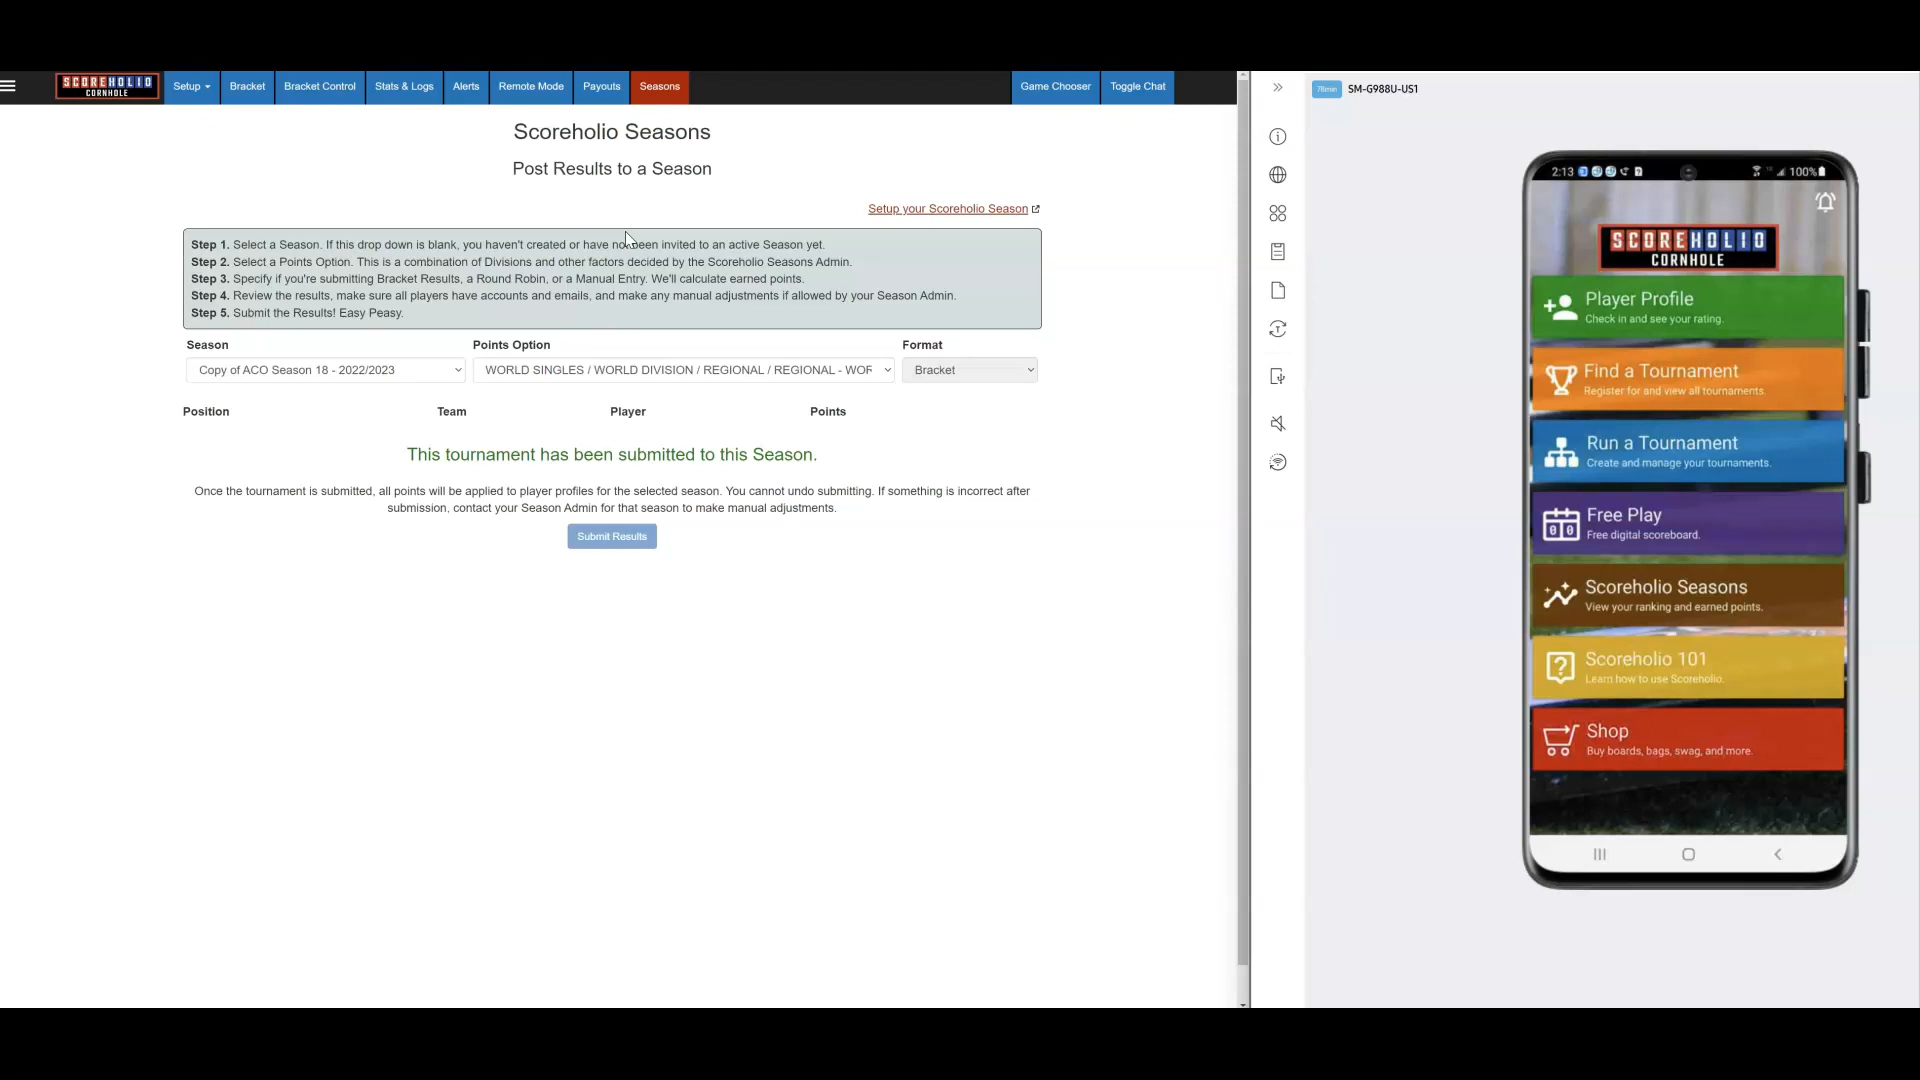 SCOREHOLIO
CORNHOLE
Setup
Bracket
Bracket Control
Stats & Logs
Alerts
Remote Mode
Payouts
Seasons
Game Chooser
Toggle Chat
Scoreholio Seasons
Post Results to a Season
Setup your Scoreholio Season
Step 1. Select a Season. If this drop down is blank, you haven't created or have not been invited to an active Season yet.
Step 2. Select a Points Option. This is a combination of Divisions and other factors decided by the Scoreholio Seasons Admin.
Step 3. Specify if you're submitting Bracket Results, a Round Robin, or a Manual Entry. We'll calculate earned points.
Step 4. Review the results, make sure all players have accounts and emails, and make any manual adjustments if allowed by your Season Admin.
Step 5. Submit the Results! Easy Peasy.
Season
Points Option
Format
Copy of ACO Season 18 - 2022/2023
WORLD SINGLES / WORLD DIVISION / REGIONAL / REGIONAL - WOR
Bracket
Position
Team
Player
Points
This tournament has been submitted to this Season.
Once the tournament is submitted, all points will be applied to player profiles for the selected season. You cannot undo submitting. If something is incorrect after
submission, contact your Season Admin for that season to make manual adjustments.
Submit Results
SM-G988U-US1
2:13
100%
SCOREHOLIO
CORNHOLE
Player Profile
Check in and see your rating.
Find a Tournament
Register for and view all tournaments.
Run a Tournament
Create and manage your tournaments.
Free Play
Free digital scoreboard.
Scoreholio Seasons
View your ranking and earned points.
Scoreholio 101
Learn how to use Scoreholio.
Shop
Buy boards, bags, swag, and more.